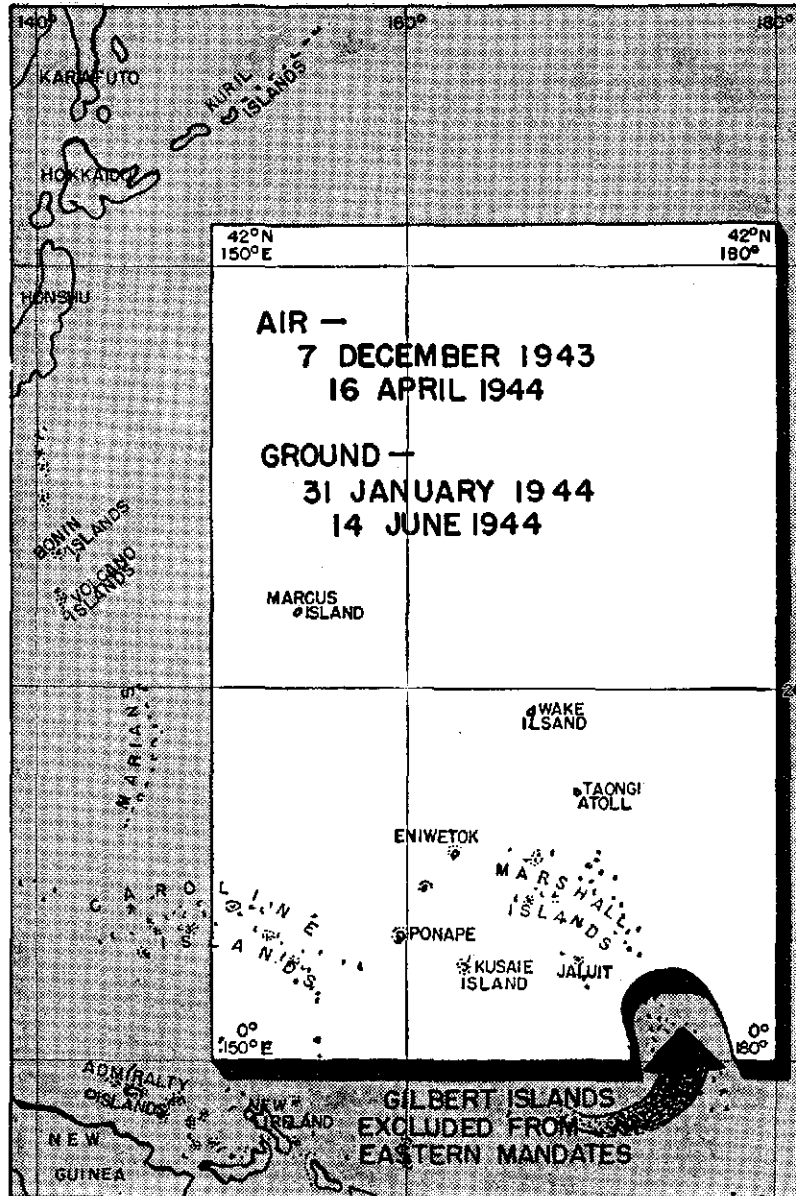 140°
160°
180°
KARAFUTO
KURIL
ISLANDS
HOKKAIDO
42°N
150°E
42°N
180°
HONSHU
AIR —
7 DECEMBER 1943
16 APRIL 1944
GROUND —
31 JANUARY 1944
14 JUNE 1944
BONIN
ISLANDS
VOLCANO
ISLANDS
MARCUS
ISLAND
MARIANS
WAKE
ILSAND
TAONGI
ATOLL
ENIWETOK
MARSHALL
ISLANDS
CAROLINE
ISLANDS
PONAPE
KUSAIE
ISLAND
JALUIT
0°
150°E
0°
180°
ADMIRALTY
ISLANDS
NEW
IRELAND
NEW
GUINEA
GILBERT ISLANDS
EXCLUDED FROM
EASTERN MANDATES